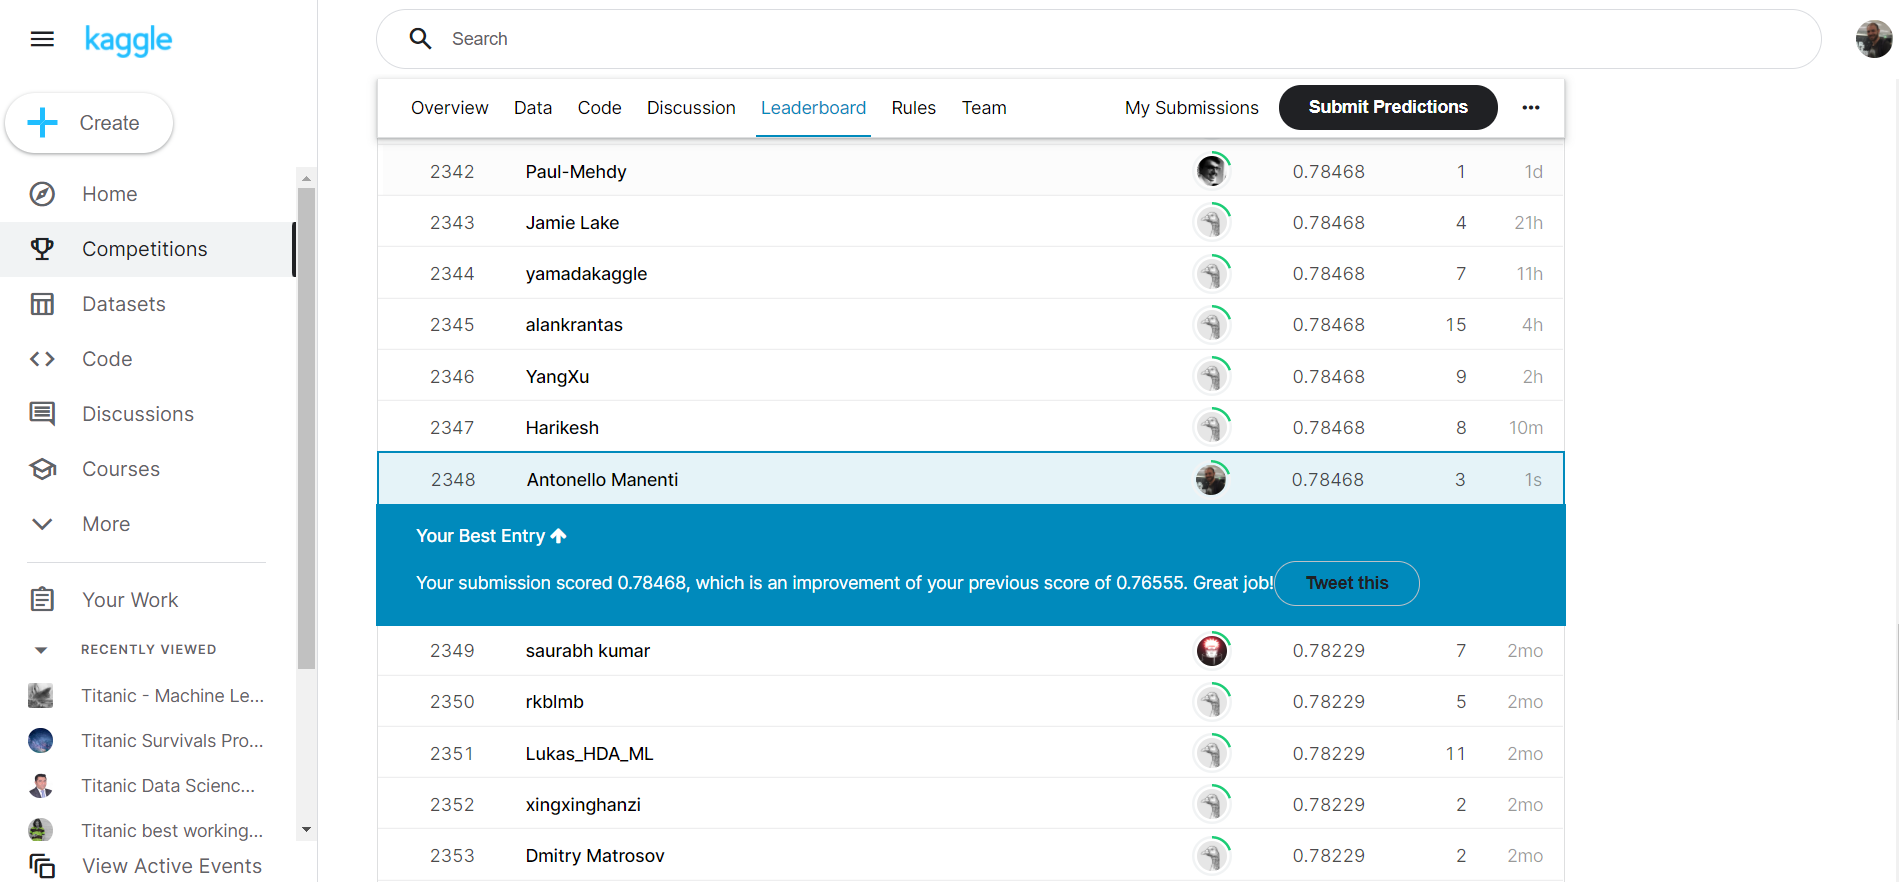 kaggle
Search
Create
Home
Competitions
Datasets
Code
Discussions
Courses
More
Your Work
RECENTLY VIEWED
Titanic - Machine Le...
Titanic Survivals Pro...
Titanic Data Scienc...
Titanic best working...
View Active Events
Overview Data Code Discussion Leaderboard Rules Team My Submissions Submit Predictions
2342 Paul-Mehdy 0.78468 1 1d
2343 Jamie Lake 0.78468 4 21h
2344 yamadakaggle 0.78468 7 11h
2345 alankrantas 0.78468 15 4h
2346 YangXu 0.78468 9 2h
2347 Harikesh 0.78468 8 10m
2348 Antonello Manenti 0.78468 3 1s
Your Best Entry
Your submission scored 0.78468, which is an improvement of your previous score of 0.76555. Great job! Tweet this
2349 saurabh kumar 0.78229 7 2mo
2350 rkblmb 0.78229 5 2mo
2351 Lukas_HDA_ML 0.78229 11 2mo
2352 xingxinghanzi 0.78229 2 2mo
2353 Dmitry Matrosov 0.78229 2 2mo